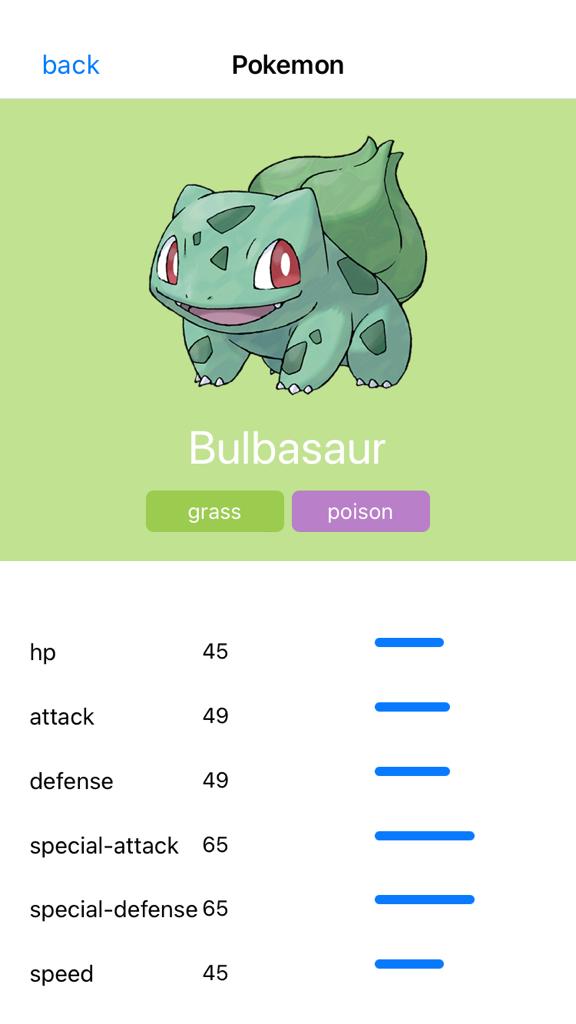 back Pokemon
Bulbasaur
grass poison
hp 45
attack 49
defense 49
special-attack 65
special-defense 65
speed 45